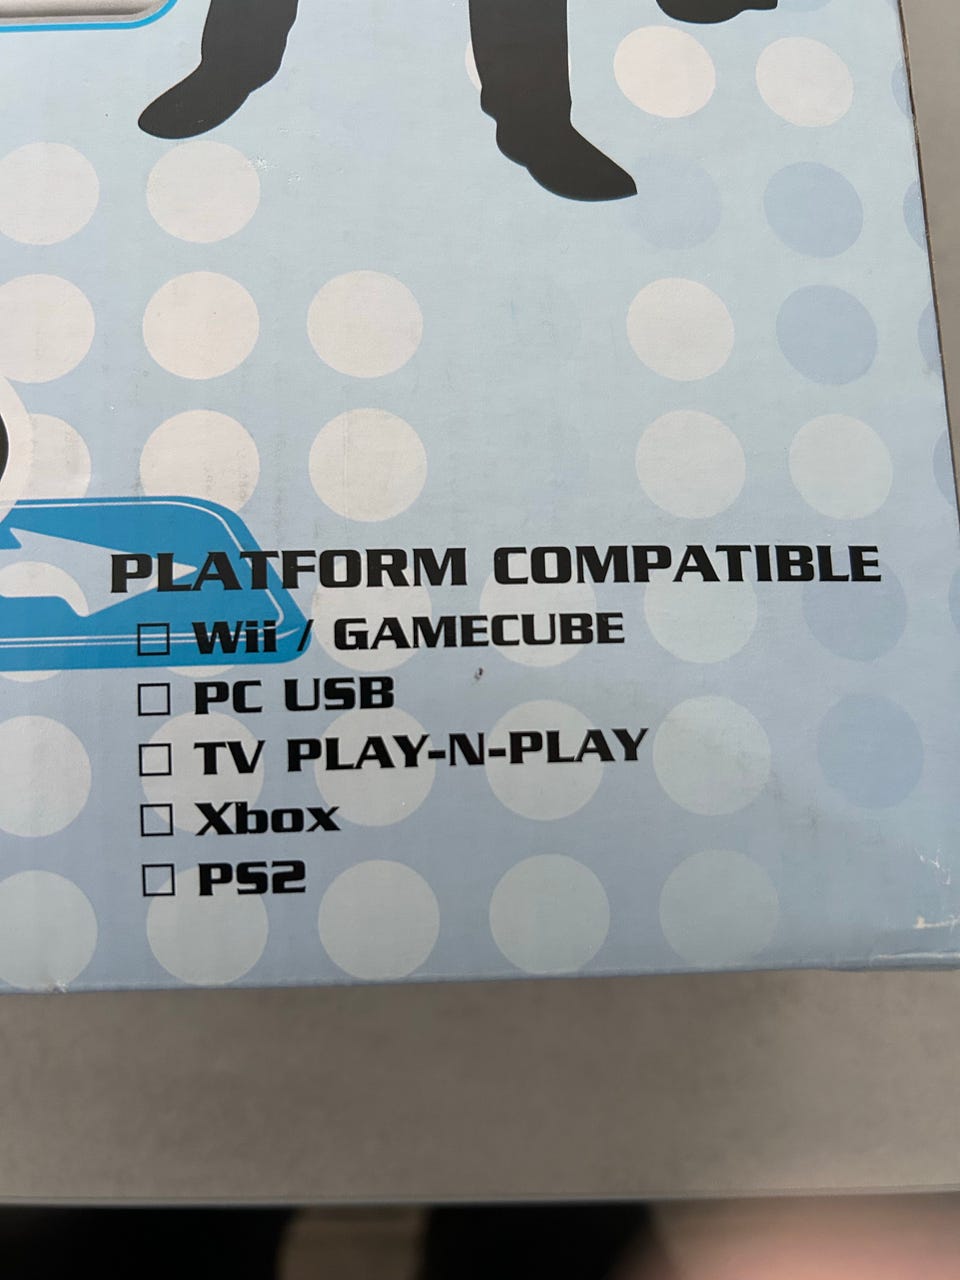 PLATFORM COMPATIBLE
☐ Wii / GAMECUBE
☐ PC USB
☐ TV PLAY-N-PLAY
☐ Xbox
☐ PS2